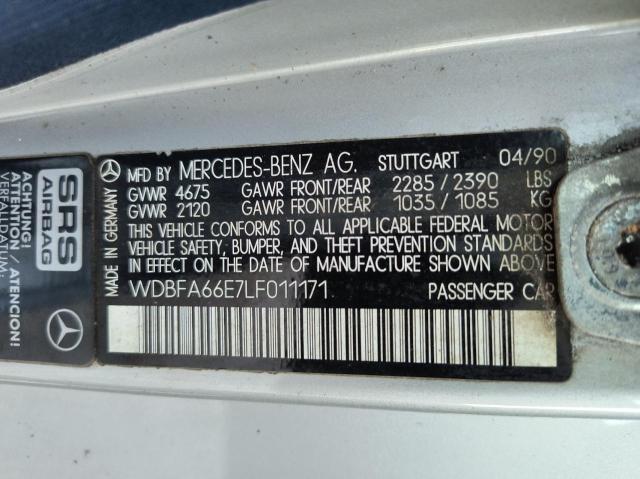 MFD BY MERCEDES-BENZ AG. STUTTGART 04/90
GVWR 4675 GAWR FRONT/REAR 2285/2390 LBS
GVWR 2120 GAWR FRONT/REAR 1035/1085 KG
THIS VEHICLE CONFORMS TO ALL APPLICABLE FEDERAL MOTOR
VEHICLE SAFETY, BUMPER, AND THEFT PREVENTION STANDARDS
IN EFFECT ON THE DATE OF MANUFACTURE SHOWN ABOVE
WDBFA66E7LF011171 PASSENGER CAR
MADE IN GERMANY
SRS
AIRBAG
ACHTUNG!
ATTENTION / ATENCION!
VERFALLDATUM: